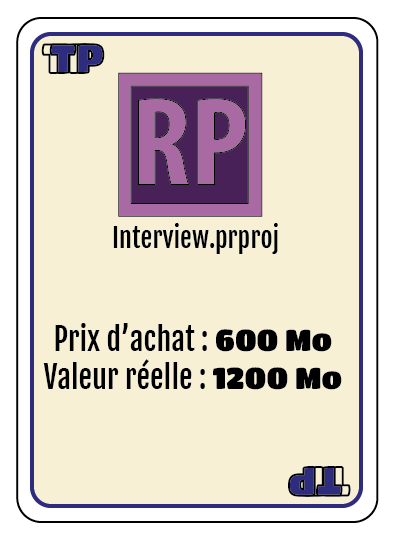 TP
RP
Interview.prproj
Prix d'achat : 600 Mo
Valeur réelle : 1200 Mo
TP